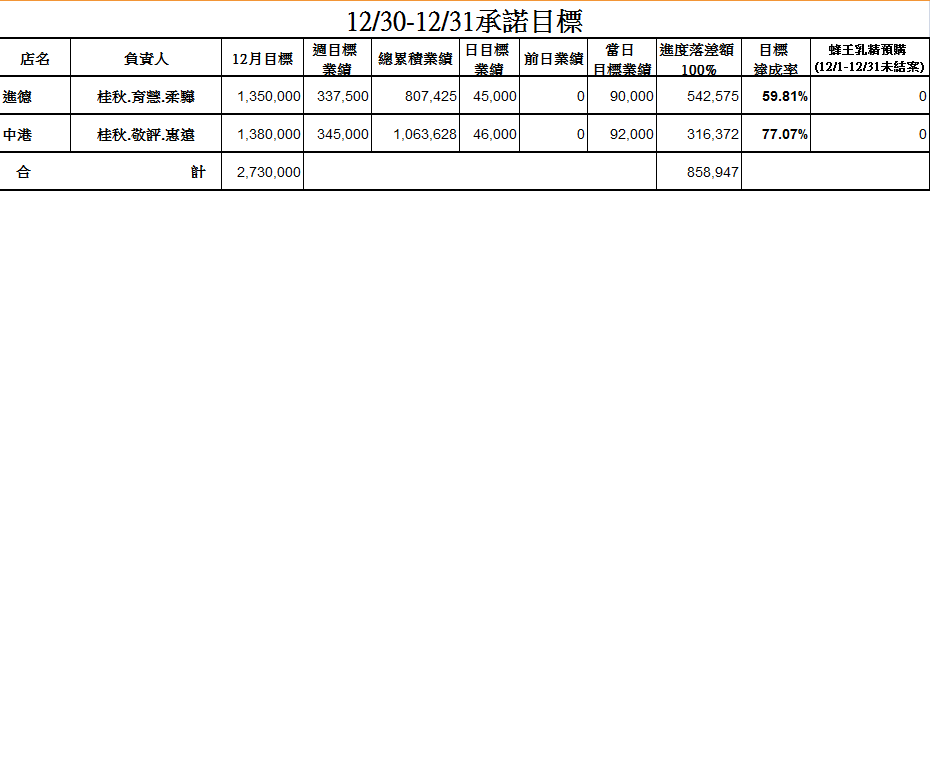 12/30-12/31承諾目標
店名 負責人 12月目標 週目標業績 總累積業績 日目標業績 前日業績 當日目標業績 進度落差額100% 目標達成率 蜂王乳精預購(12/1-12/31未結案)
進德 桂秋.育慧.柔驊 1,350,000 337,500 807,425 45,000 0 90,000 542,575 59.81% 0
中港 桂秋.敬評.惠遠 1,380,000 345,000 1,063,628 46,000 0 92,000 316,372 77.07% 0
合 計 2,730,000 858,947